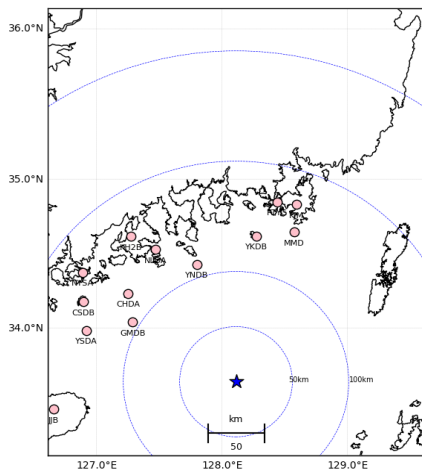 36.0°N
35.0°N
34.0°N
YKDB
MMD
YNDB
CHDA
CSDB
GMDB
YSDA
50km
100km
JJB
km
50
127.0°E
128.0°E
129.0°E